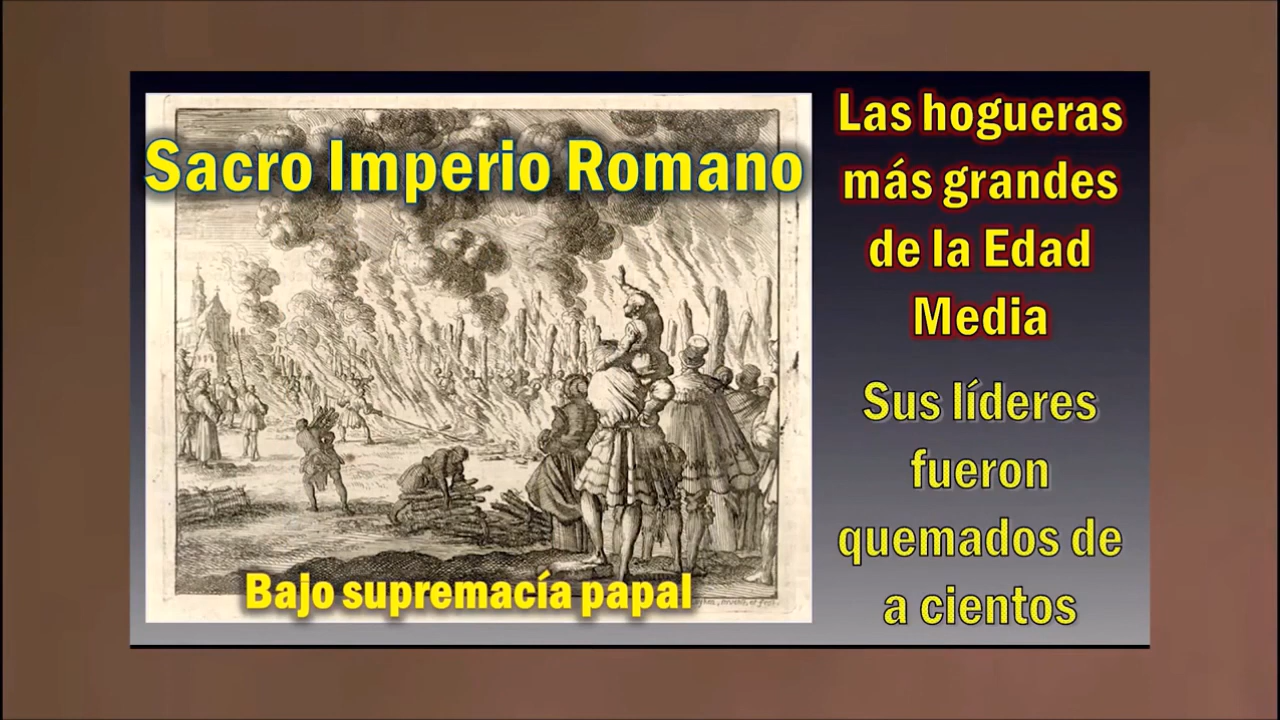 Sacro Imperio Romano
Bajo supremacía papal
Las hogueras
más grandes
de la Edad
Media
Sus líderes
fueron
quemados de
a cientos